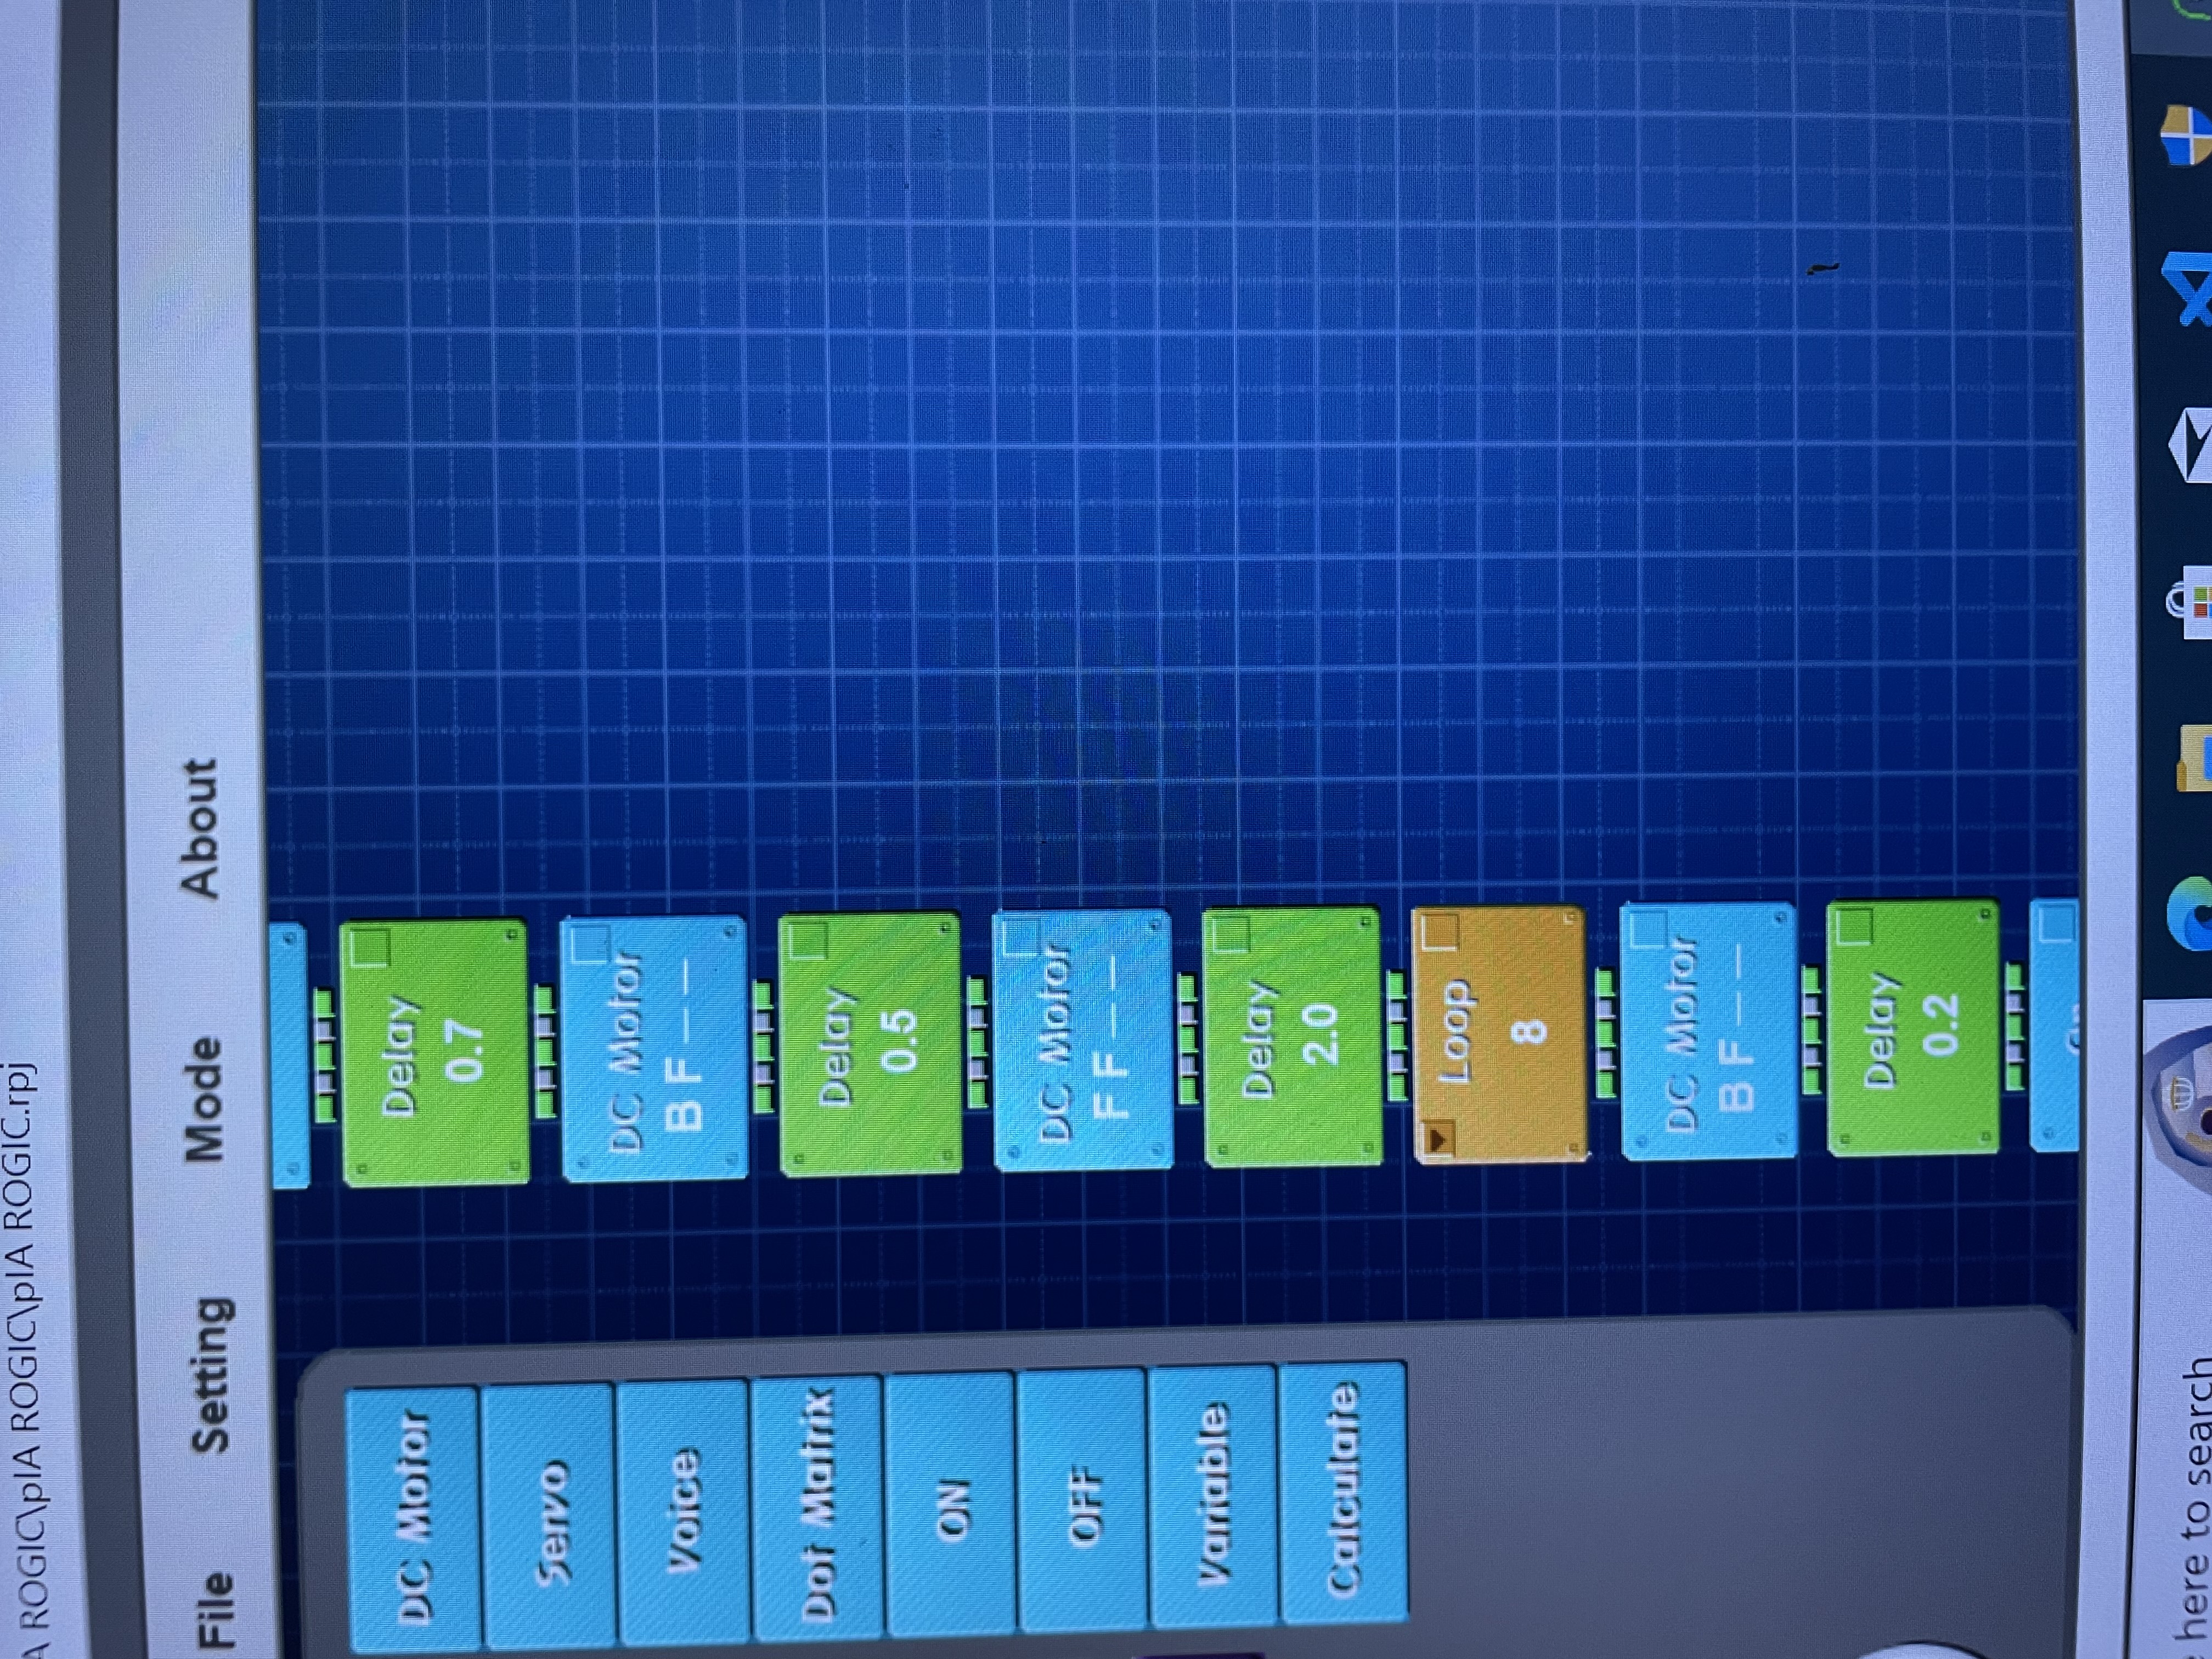 ROGIC\pIA ROGIC\pIA ROGIC.rpj
File Setting Mode About
DC Motor
Servo
Voice
Dot Matrix
ON
OFF
Variable
Calculate
Delay
0.7
DC Motor
B F — —
Delay
0.5
DC Motor
F F — —
Delay
2.0
Loop
8
DC Motor
B F — —
Delay
0.2
here to search